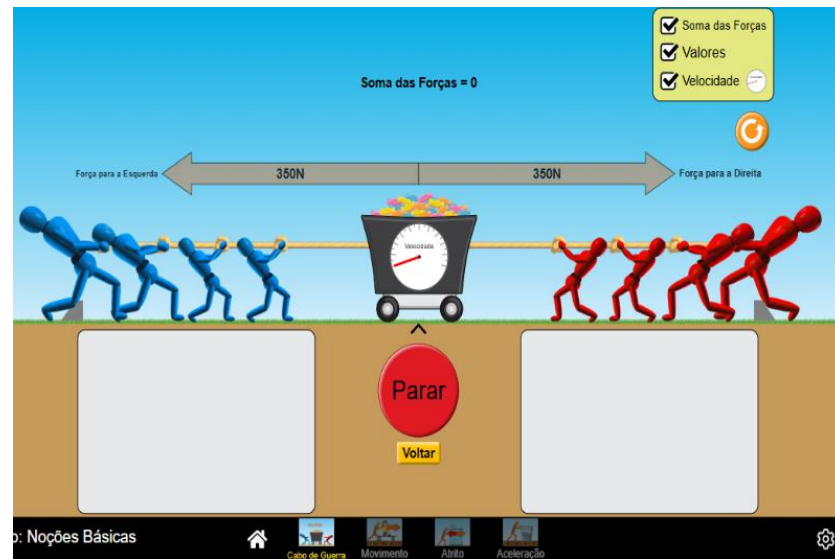 Soma das Forças
Valores
Velocidade
Soma das Forças = 0
Força para a Esquerda
350N
350N
Força para a Direita
Velocidade
Parar
Voltar
o: Noções Básicas
Cabo de Guerra
Movimento
Atrito
Aceleração